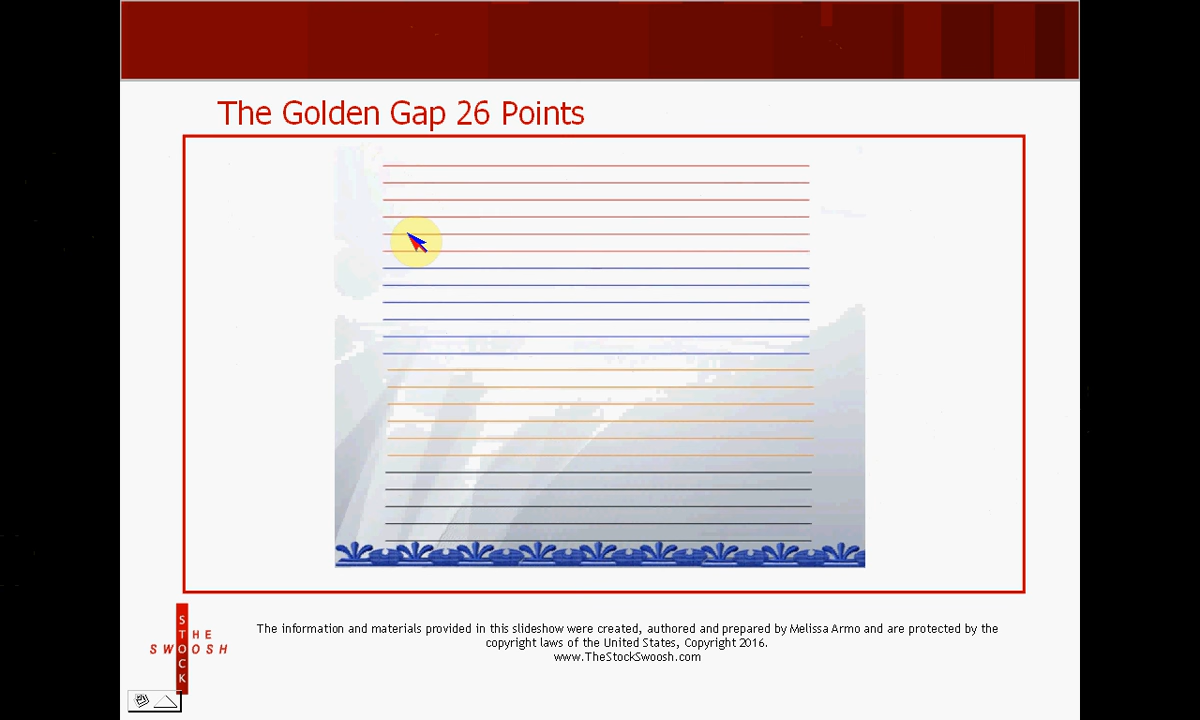 The Golden Gap 26 Points
The information and materials provided in this slideshow were created, authored and prepared by Melissa Armo and are protected by the
copyright laws of the United States, Copyright 2016.
www.TheStockSwoosh.com
THE
STOCK
SWOOSH